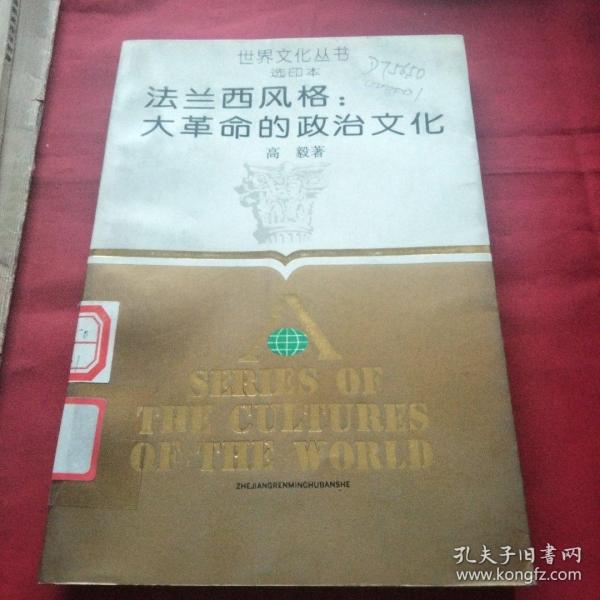 世界文化丛书
选印本
D75650
法兰西风格：
大革命的政治文化
高 毅著
A
SERIES OF
THE CULTURES
OF THE WORLD
ZHEJIANGRENMINCHUBANSHE
孔夫子旧书网
www.kongfz.com